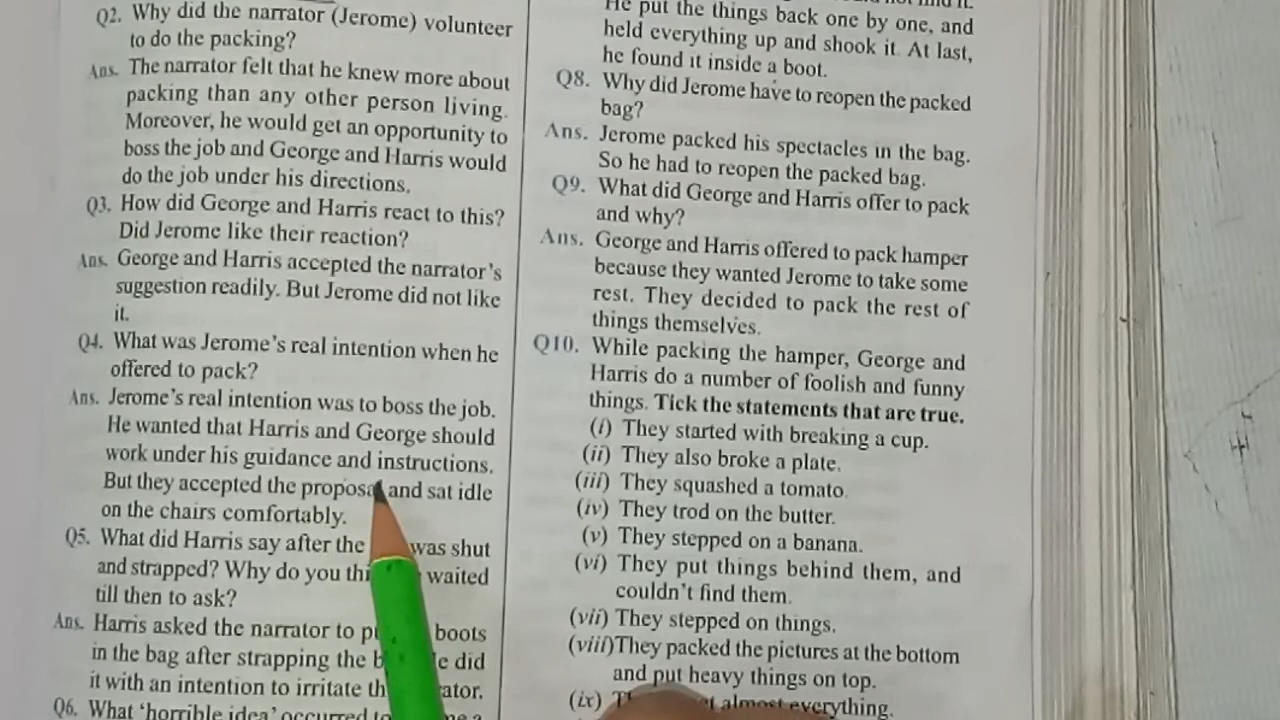 Q2. Why did the narrator (Jerome) volunteer
to do the packing?
Ans. The narrator felt that he knew more about
packing than any other person living.
Moreover, he would get an opportunity to
boss the job and George and Harris would
do the job under his directions.
Q3. How did George and Harris react to this?
Did Jerome like their reaction?
Ans. George and Harris accepted the narrator's
suggestion readily. But Jerome did not like
it.
Q4. What was Jerome's real intention when he
offered to pack?
Ans. Jerome's real intention was to boss the job.
He wanted that Harris and George should
work under his guidance and instructions.
But they accepted the proposal and sat idle
on the chairs comfortably.
Q5. What did Harris say after the was shut
and strapped? Why do you waited
till then to ask?
Ans. Harris asked the narrator to boots
in the bag after strapping the did
it with an intention to irritate
Q6. What 'horrible idea' occurred to
He put the things back one by one, and
held everything up and shook it. At last,
he found it inside a boot.
Q8. Why did Jerome have to reopen the packed
bag?
Ans. Jerome packed his spectacles in the bag.
So he had to reopen the packed bag.
Q9. What did George and Harris offer to pack
and why?
Ans. George and Harris offered to pack hamper
because they wanted Jerome to take some
rest. They decided to pack the rest of
things themselves.
Q10. While packing the hamper, George and
Harris do a number of foolish and funny
things. Tick the statements that are true.
(i) They started with breaking a cup.
(ii) They also broke a plate.
(iii) They squashed a tomato.
(iv) They trod on the butter.
(v) They stepped on a banana.
(vi) They put things behind them, and
couldn't find them.
(vii) They stepped on things.
(viii) They packed the pictures at the bottom
and put heavy things on top.
(ix) almost everything.